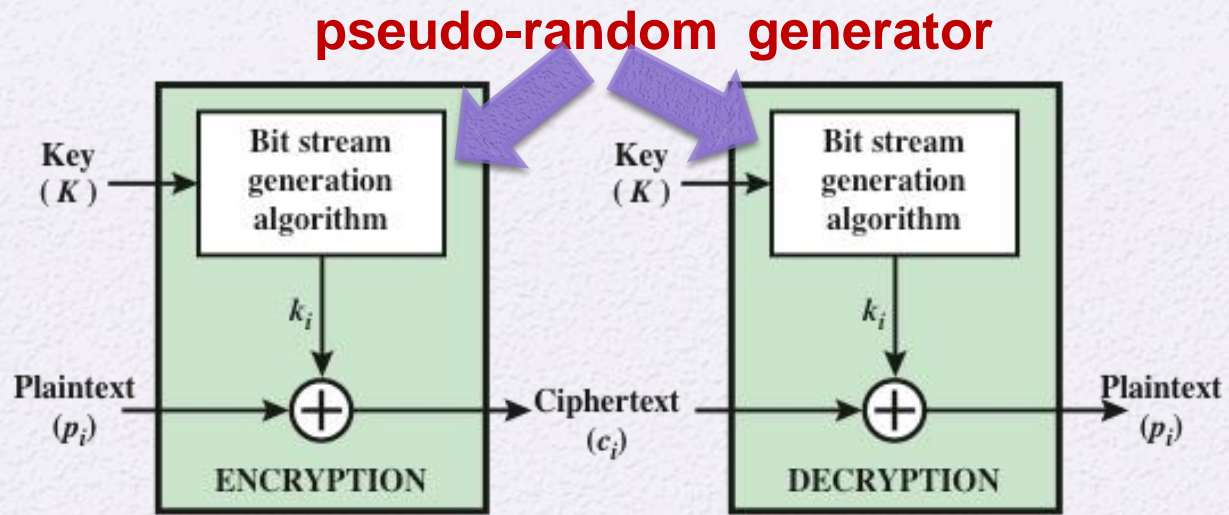 pseudo-random generator
Key
( K )
Bit stream
generation
algorithm
k_i
Plaintext
(p_i)
ENCRYPTION
Ciphertext
(c_i)
Key
( K )
Bit stream
generation
algorithm
k_i
DECRYPTION
Plaintext
(p_i)